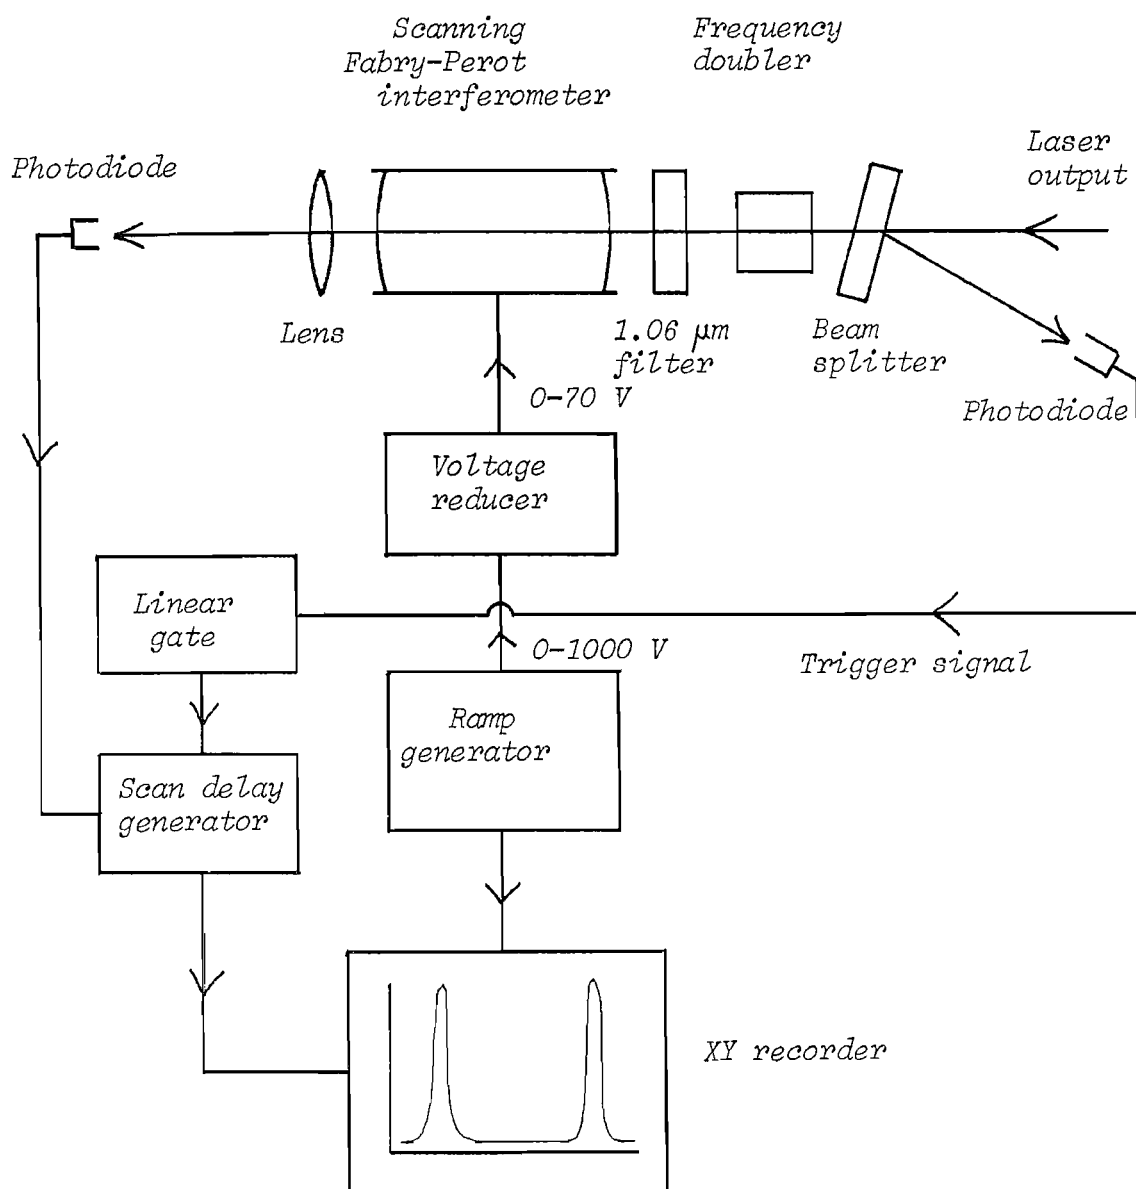 Scanning
Fabry-Perot
interferometer
Frequency
doubler
Photodiode
Laser
output
Lens
1.06 μm
filter
Beam
splitter
0-70 V
Photodiode
Voltage
reducer
Linear
gate
0-1000 V
Trigger signal
Ramp
generator
Scan delay
generator
XY recorder